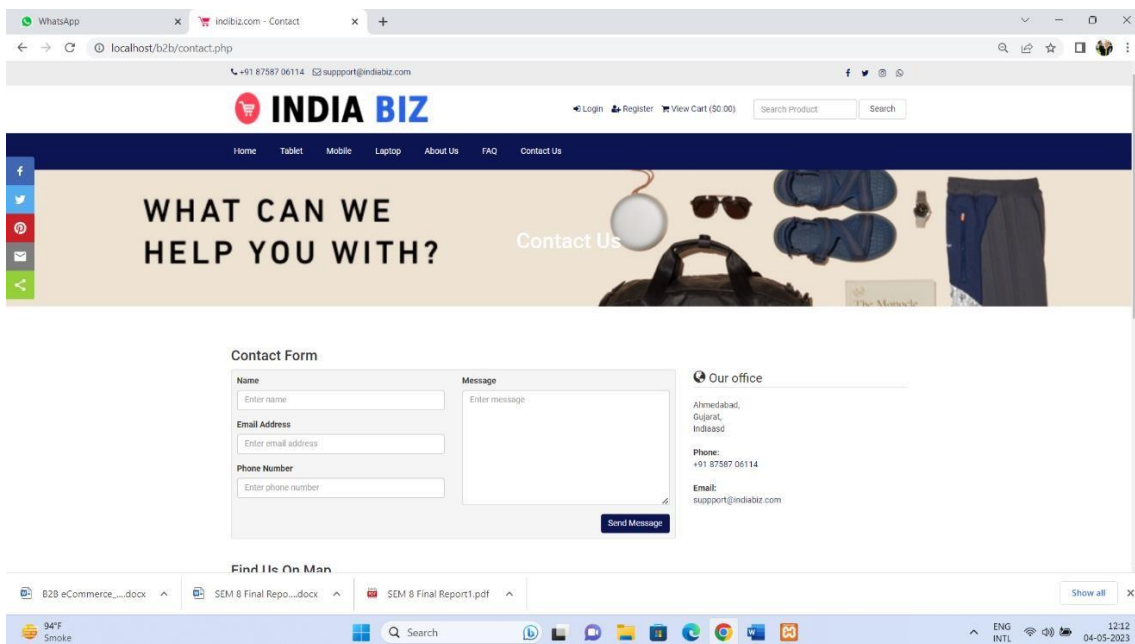 WhatsApp
indibiz.com - Contact
localhost/b2b/contact.php
+91 87587 06114 suppport@indiabiz.com
INDIA BIZ
Login Register View Cart ($0.00) Search Product Search
Home Tablet Mobile Laptop About Us FAQ Contact Us
WHAT CAN WE
HELP YOU WITH?
Contact Us
The Monocle
Contact Form
Name
Enter name
Email Address
Enter email address
Phone Number
Enter phone number
Message
Enter message
Send Message
Our office
Ahmedabad,
Gujarat,
Indiaasd
Phone:
+91 87587 06114
Email:
suppport@indiabiz.com
Find Us On Map
B2B eCommerce_....docx SEM 8 Final Repo....docx SEM 8 Final Report1.pdf Show all
94°F
Smoke
Search
ENG
INTL
12:12
04-05-2023